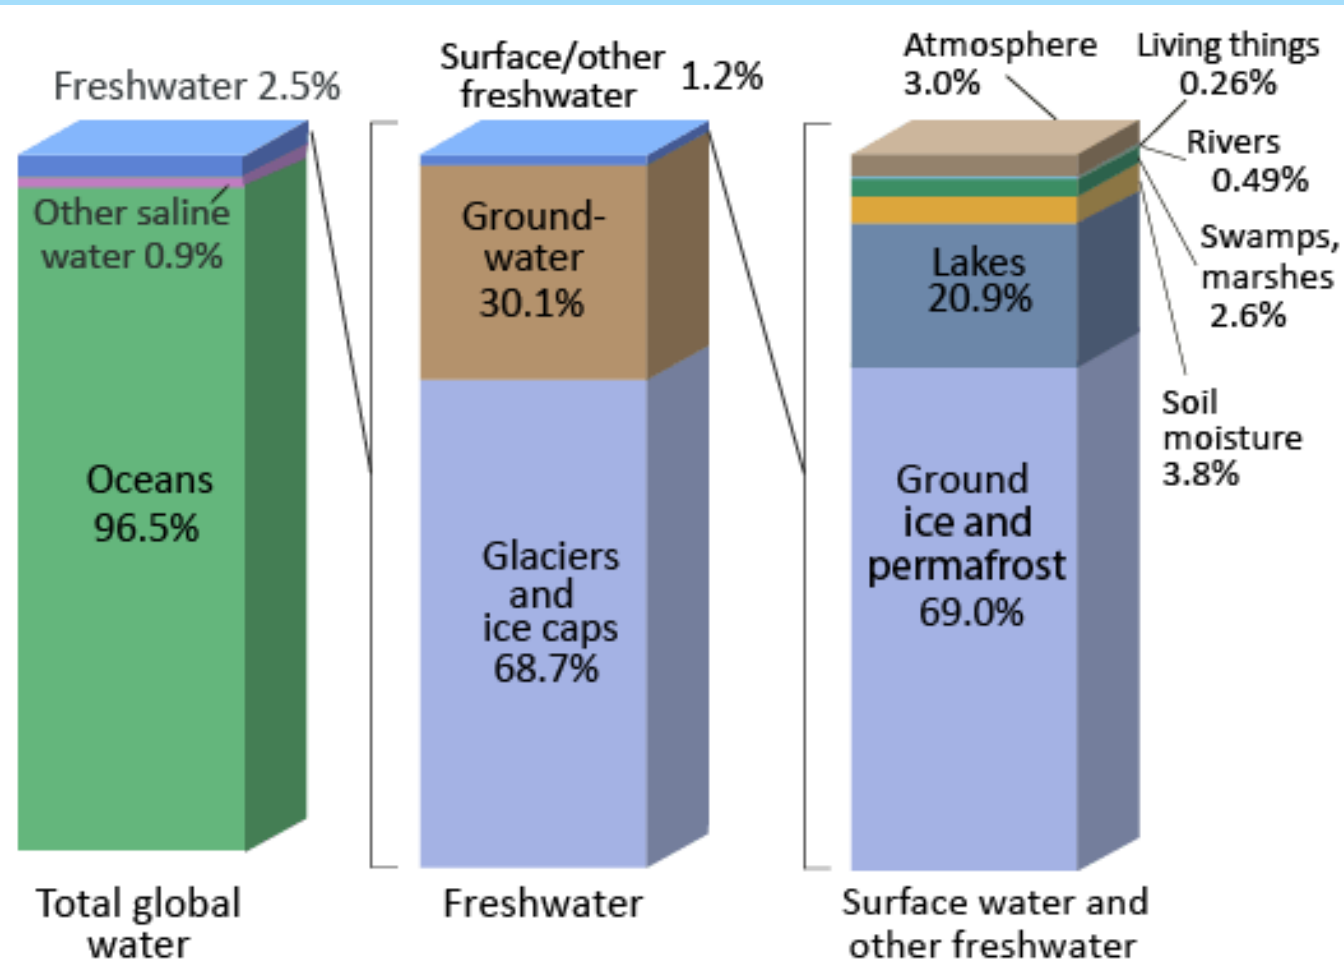 Freshwater 2.5%
Other saline
water 0.9%
Oceans
96.5%
Total global
water
Surface/other
freshwater
1.2%
Ground-
water
30.1%
Glaciers
and
ice caps
68.7%
Freshwater
Atmosphere
3.0%
Living things
0.26%
Rivers
0.49%
Swamps,
marshes
2.6%
Soil
moisture
3.8%
Lakes
20.9%
Ground
ice and
permafrost
69.0%
Surface water and
other freshwater